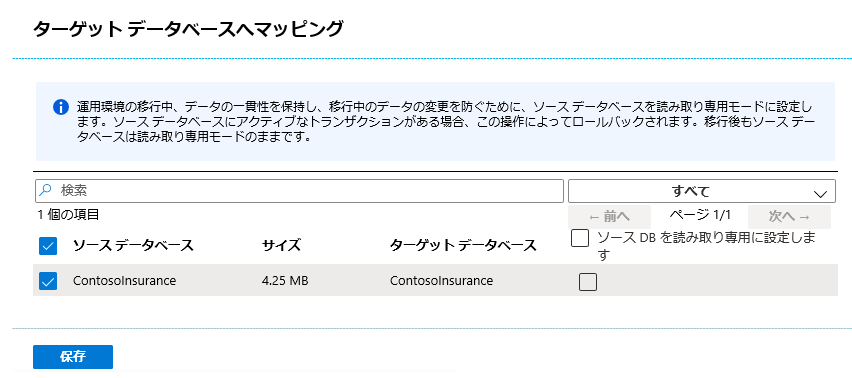 ターゲット データベースへマッピング
運用環境の移行中、データの一貫性を保持し、移行中のデータの変更を防ぐために、ソース データベースを読み取り専用モードに設定し
ます。ソース データベースにアクティブなトランザクションがある場合、この操作によってロールバックされます。移行後もソース デー
タベースは読み取り専用モードのままです。
検索
すべて
1 個の項目
← 前へ
ページ 1/1
次へ →
ソース データベース
サイズ
ターゲット データベース
ソース DB を読み取り専用に設定しま
す
ContosoInsurance
4.25 MB
ContosoInsurance
保存